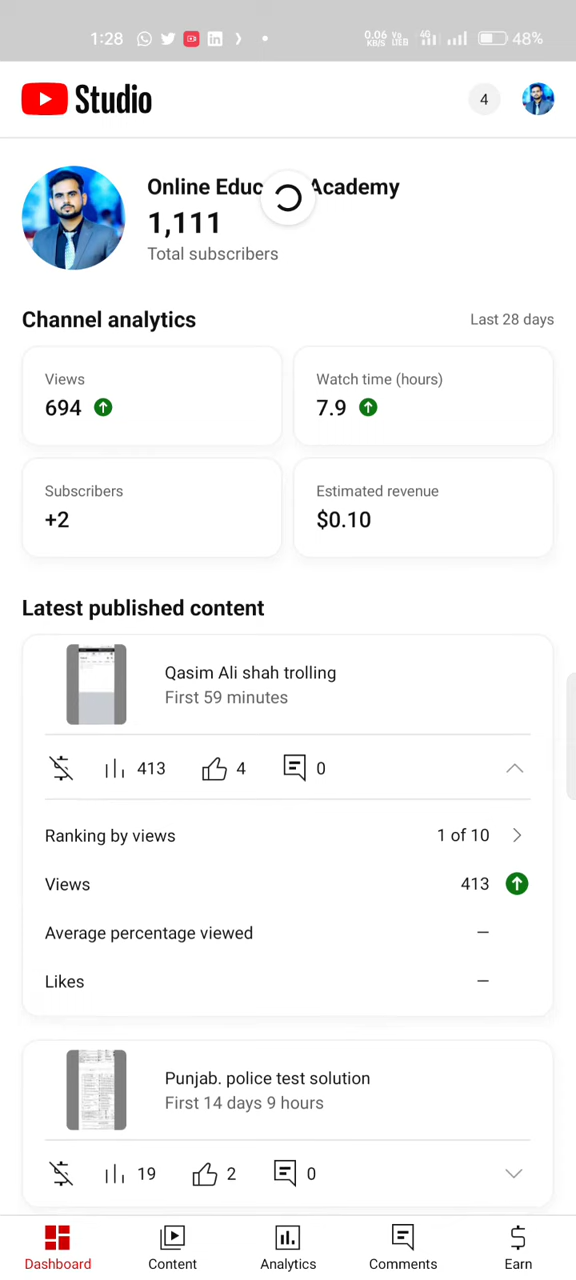 1:28
0.06 KB/S
Vo LTE
4G
48%
Studio
4
Online Educ Academy
1,111
Total subscribers
Channel analytics
Last 28 days
Views
694
Watch time (hours)
7.9
Subscribers
+2
Estimated revenue
$0.10
Latest published content
Qasim Ali shah trolling
First 59 minutes
413 4 0
Ranking by views 1 of 10
Views 413
Average percentage viewed –
Likes –
Punjab. police test solution
First 14 days 9 hours
19 2 0
Dashboard Content Analytics Comments Earn